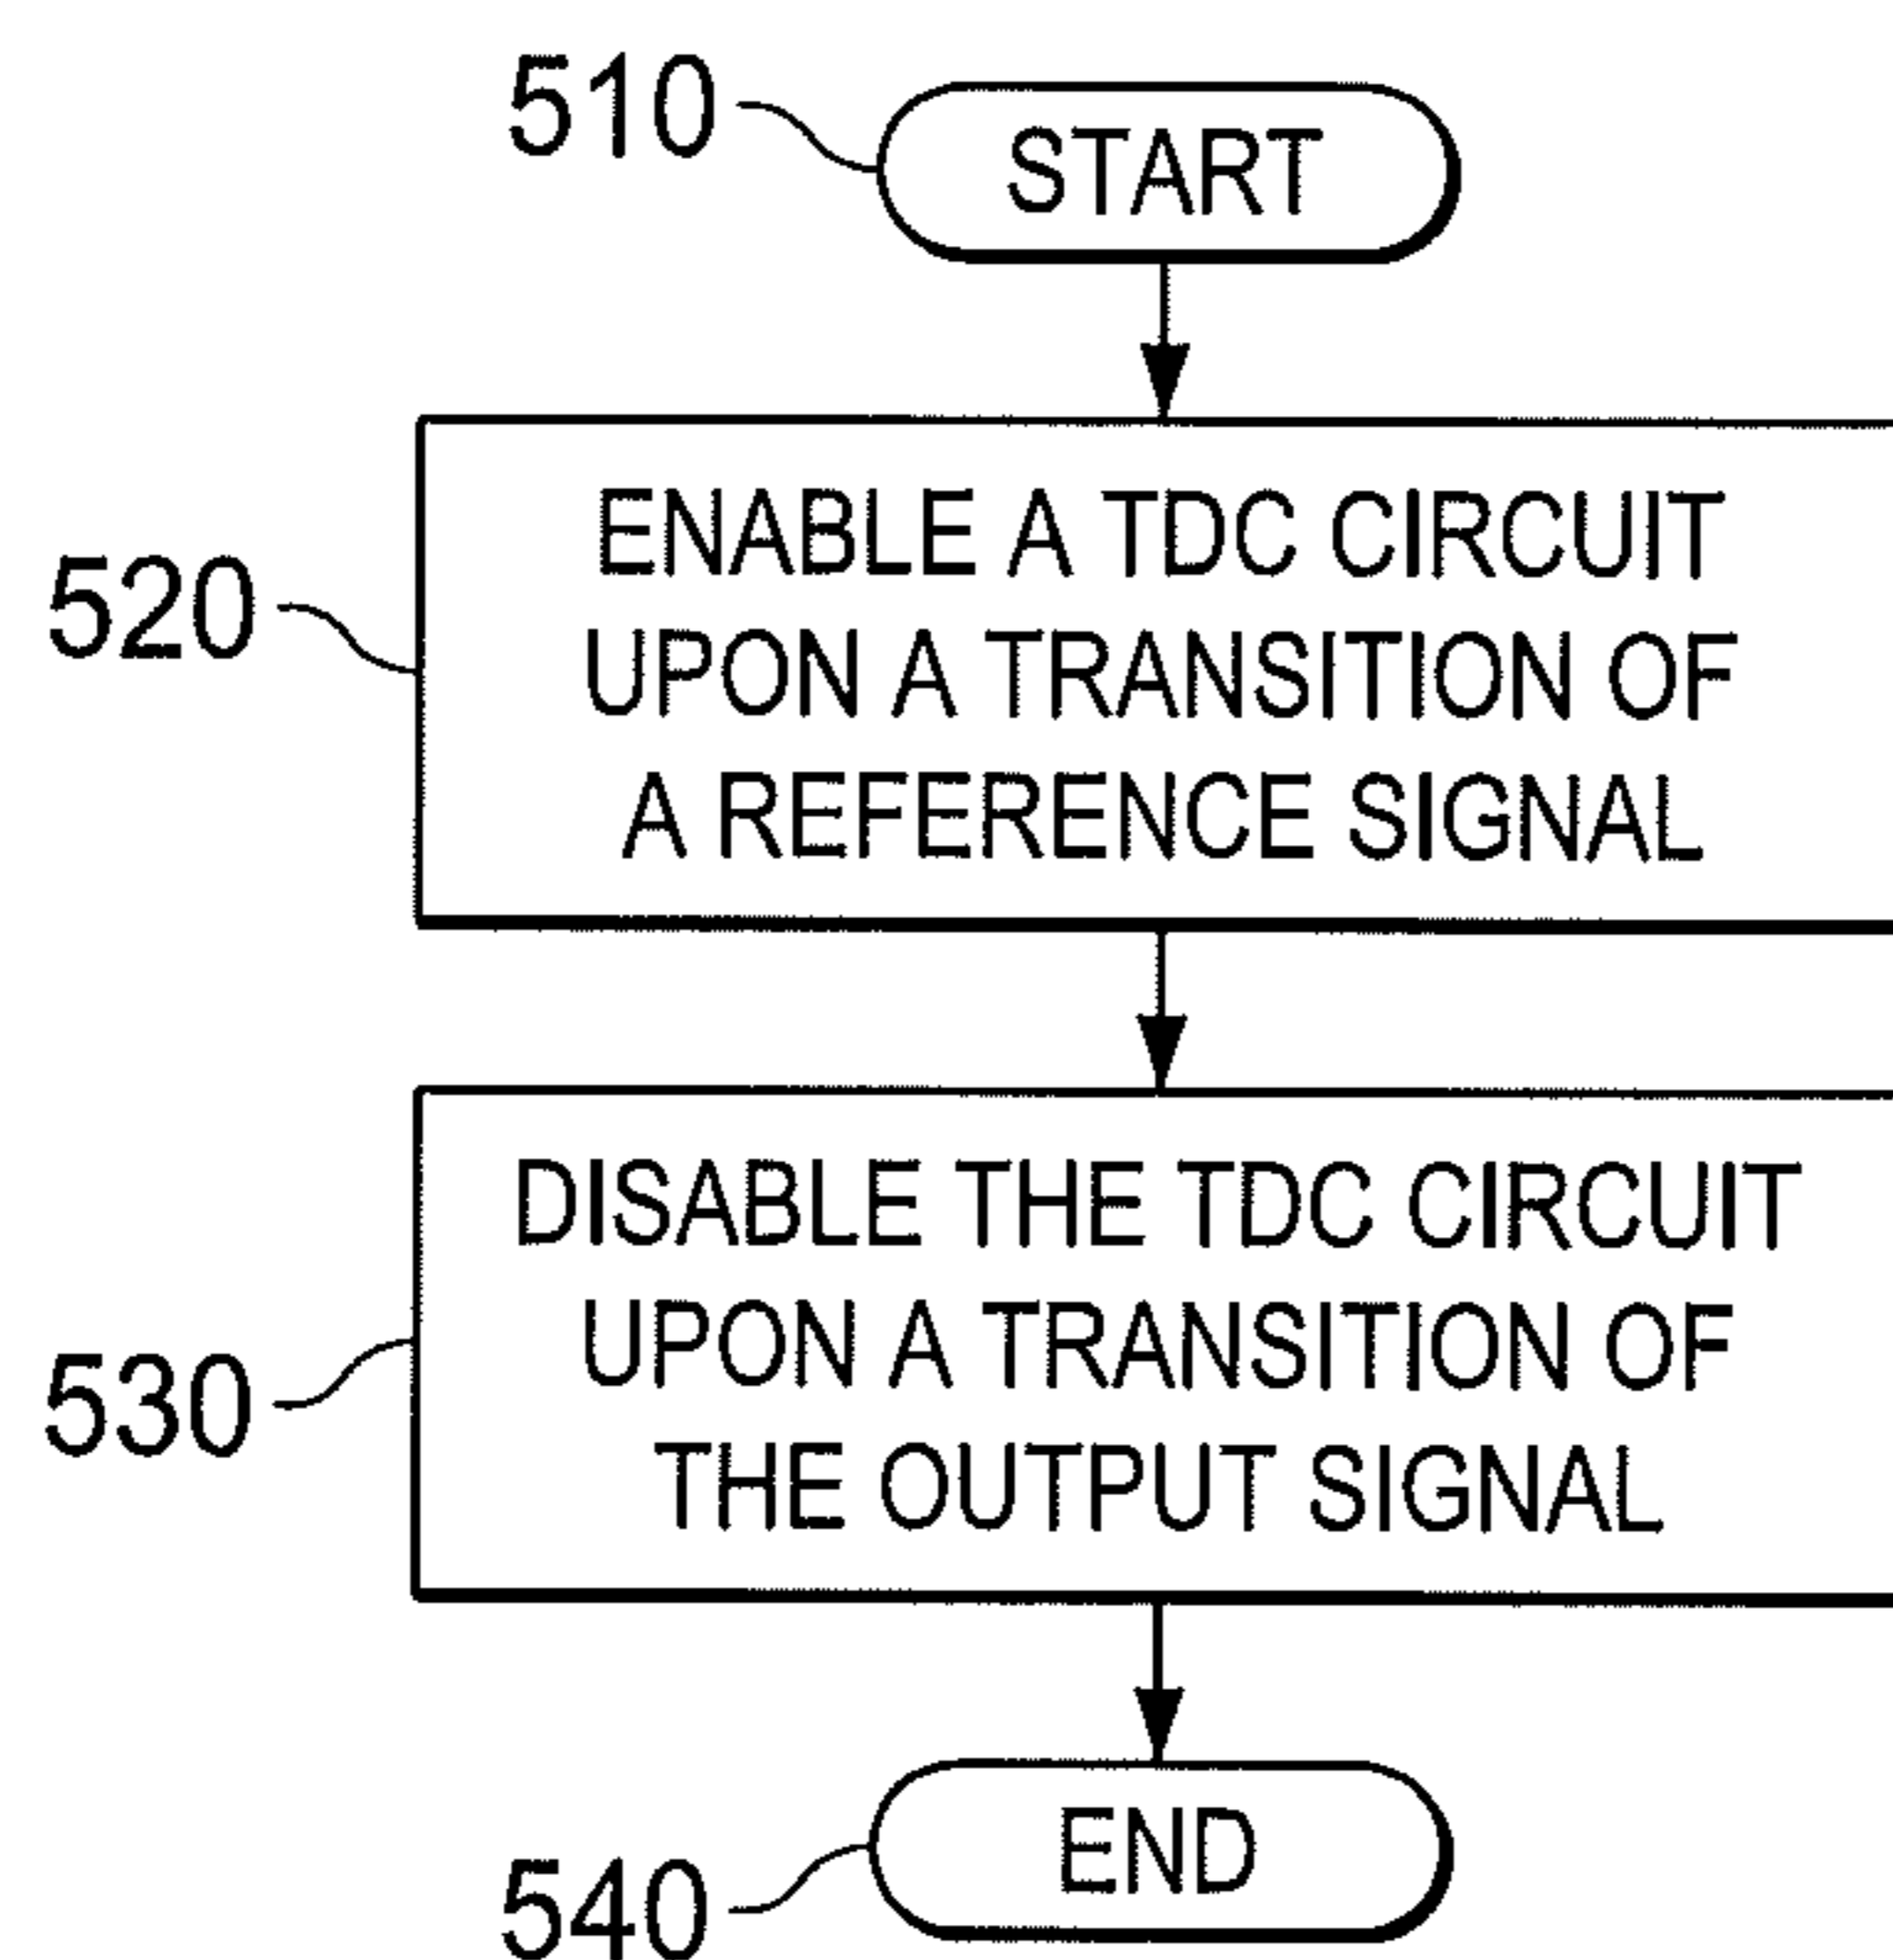 510
START
520
ENABLE A TDC CIRCUIT
UPON A TRANSITION OF
A REFERENCE SIGNAL
530
DISABLE THE TDC CIRCUIT
UPON A TRANSITION OF
THE OUTPUT SIGNAL
540
END